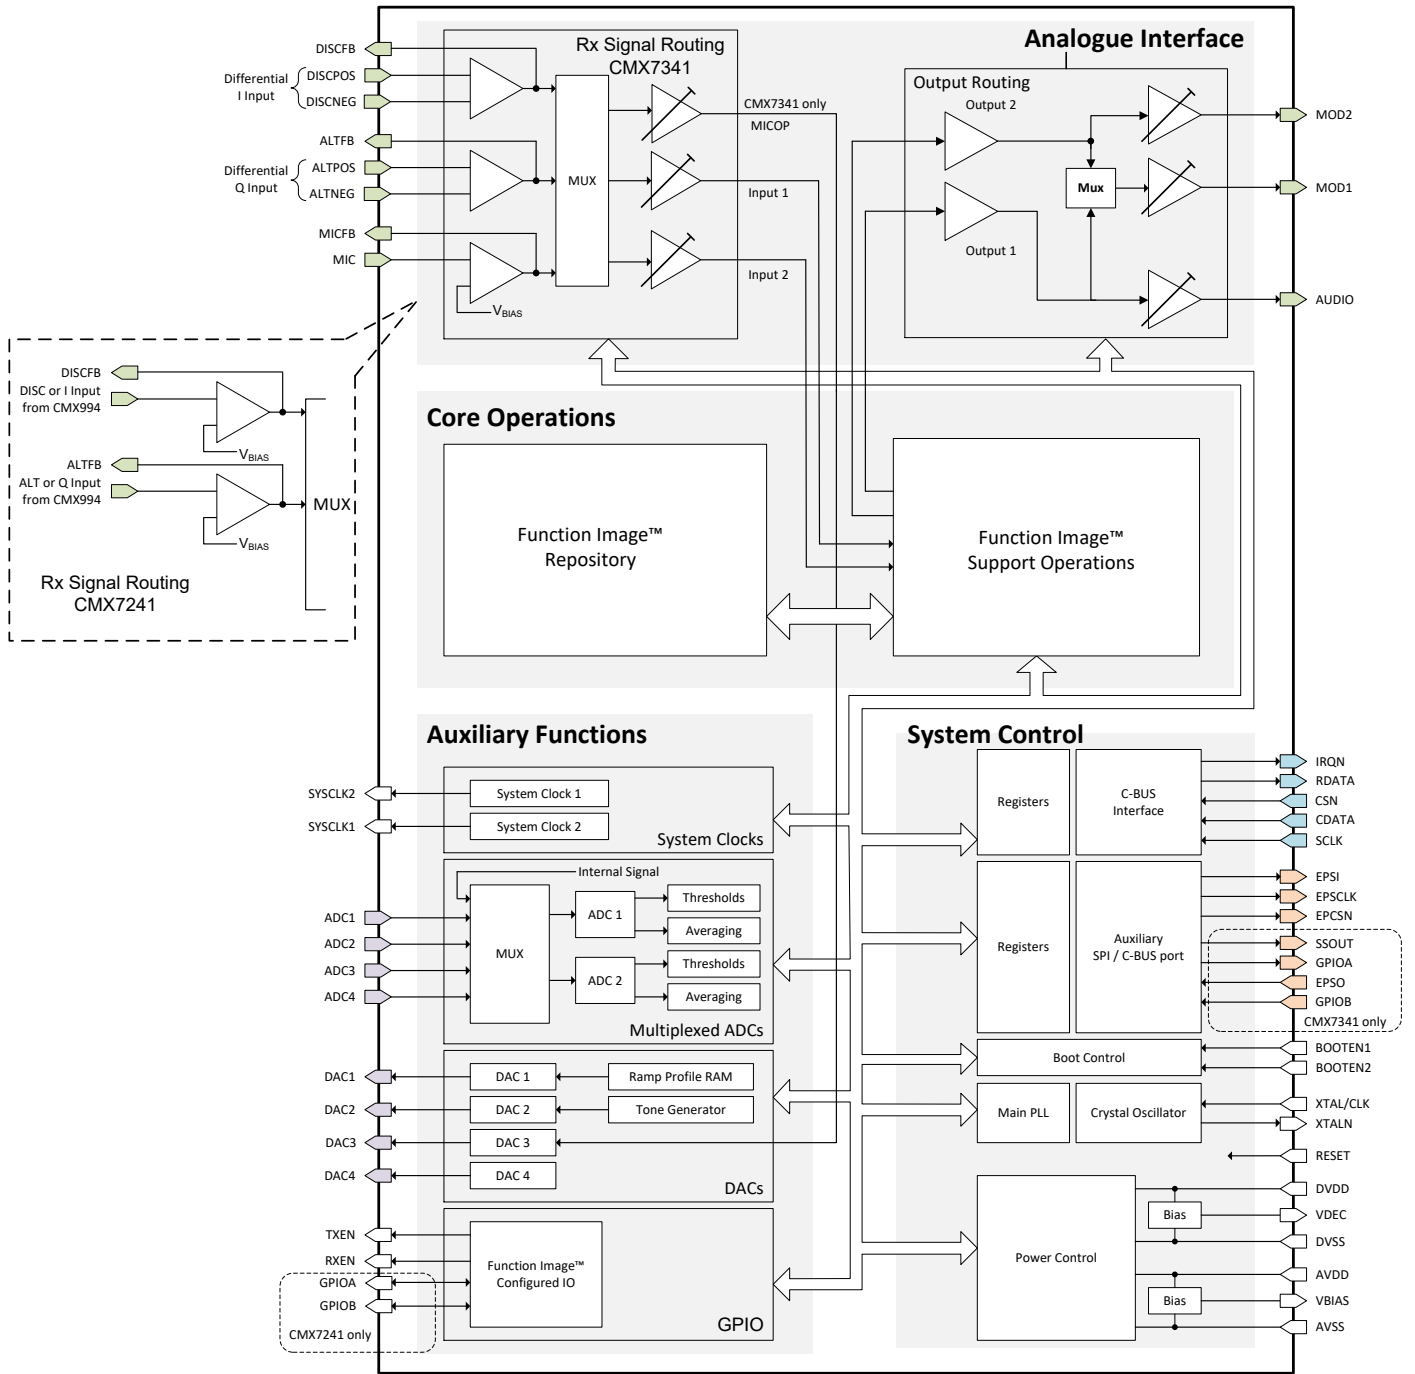 Analogue Interface
Rx Signal Routing
CMX7341
DISCFB
Differential
I Input
DISCPOS
DISCNEG
ALTFB
Differential
Q Input
ALTPOS
ALTNEG
MICFB
MIC
MUX
VBIAS
CMX7341 only
MICOP
Input 1
Input 2
Output Routing
Output 2
Output 1
Mux
MOD2
MOD1
AUDIO
DISCFB
DISC or I Input
from CMX994
VBIAS
ALTFB
ALT or Q Input
from CMX994
VBIAS
MUX
Rx Signal Routing
CMX7241
Core Operations
Function Image™
Repository
Function Image™
Support Operations
Auxiliary Functions
SYSCLK2
SYSCLK1
System Clock 1
System Clock 2
System Clocks
Internal Signal
ADC1
ADC2
ADC3
ADC4
MUX
ADC 1
ADC 2
Thresholds
Averaging
Thresholds
Averaging
Multiplexed ADCs
DAC1
DAC2
DAC3
DAC4
DAC 1
DAC 2
DAC 3
DAC 4
Ramp Profile RAM
Tone Generator
DACs
TXEN
RXEN
GPIOA
GPIOB
CMX7241 only
Function Image™
Configured IO
GPIO
System Control
Registers
C-BUS
Interface
IRQN
RDATA
CSN
CDATA
SCLK
Registers
Auxiliary
SPI / C-BUS port
EPSI
EPSCLK
EPCSN
SSOUT
GPIOA
EPSO
GPIOB
CMX7341 only
Boot Control
BOOTEN1
BOOTEN2
Main PLL
Crystal Oscillator
XTAL/CLK
XTALN
RESET
Power Control
Bias
Bias
DVDD
VDEC
DVSS
AVDD
VBIAS
AVSS